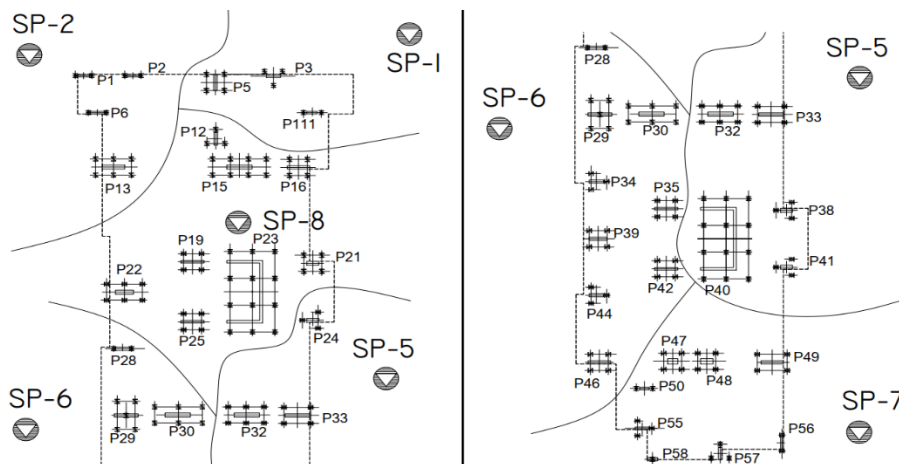 SP-2
SP-1
P1
P2
P5
P3
P6
P12
P111
P13
P15
P16
SP-8
P19
P23
P21
P22
P25
P24
P28
SP-5
SP-6
P29
P30
P32
P33
P28
SP-5
SP-6
P29
P30
P32
P33
P34
P35
P38
P39
P42
P40
P41
P44
P47
P46
P48
P49
P50
P55
P56
SP-7
P58
P57